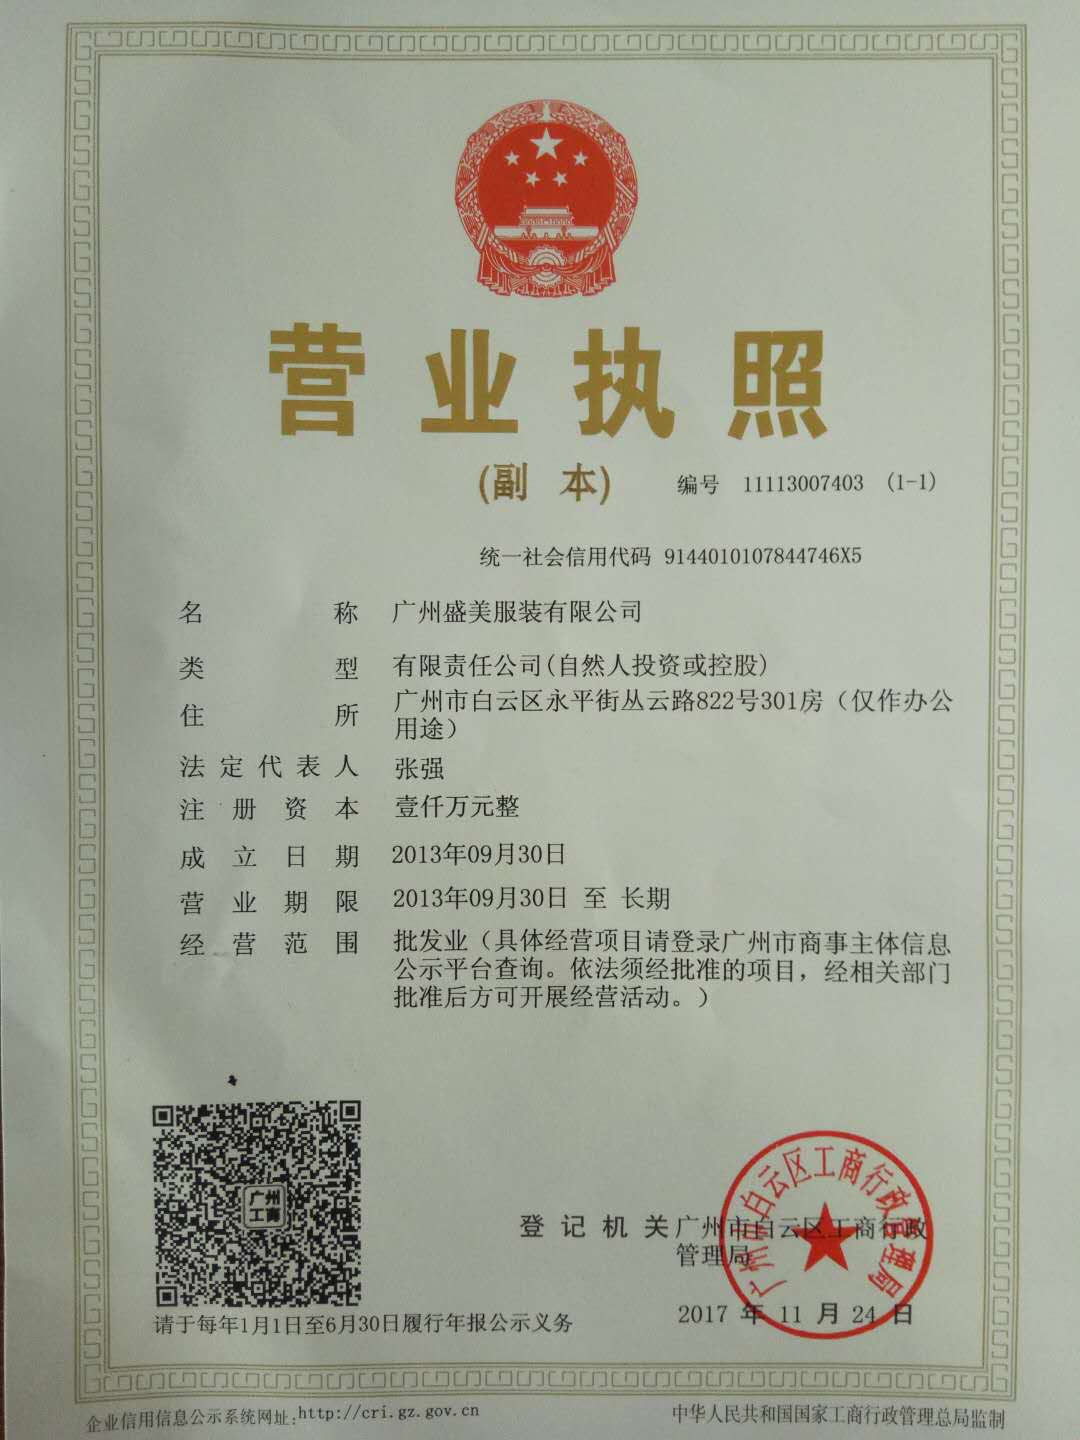 营业执照
(副 本) 编号 11113007403 (1-1)
统一社会信用代码 9144010107844746X5
名称 广州盛美服装有限公司
类型 有限责任公司(自然人投资或控股)
住所 广州市白云区永平街丛云路822号301房（仅作办公
用途）
法定代表人 张强
注册资本 壹仟万元整
成立日期 2013年09月30日
营业期限 2013年09月30日 至 长期
经营范围 批发业（具体经营项目请登录广州市商事主体信息
公示平台查询。依法须经批准的项目，经相关部门
批准后方可开展经营活动。）
广州
工商
登记机关 广州市白云区工商行政
管理局
广州市白云区工商行政管理局
2017 年 11 月 24 日
请于每年1月1日至6月30日履行年报公示义务
企业信用信息公示系统网址:http://cri.gz.gov.cn
中华人民共和国国家工商行政管理总局监制